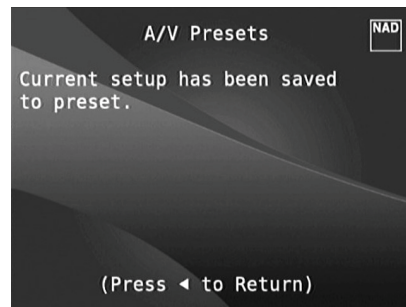 A/V Presets
NAD
Current setup has been saved
to preset.
(Press ◄ to Return)